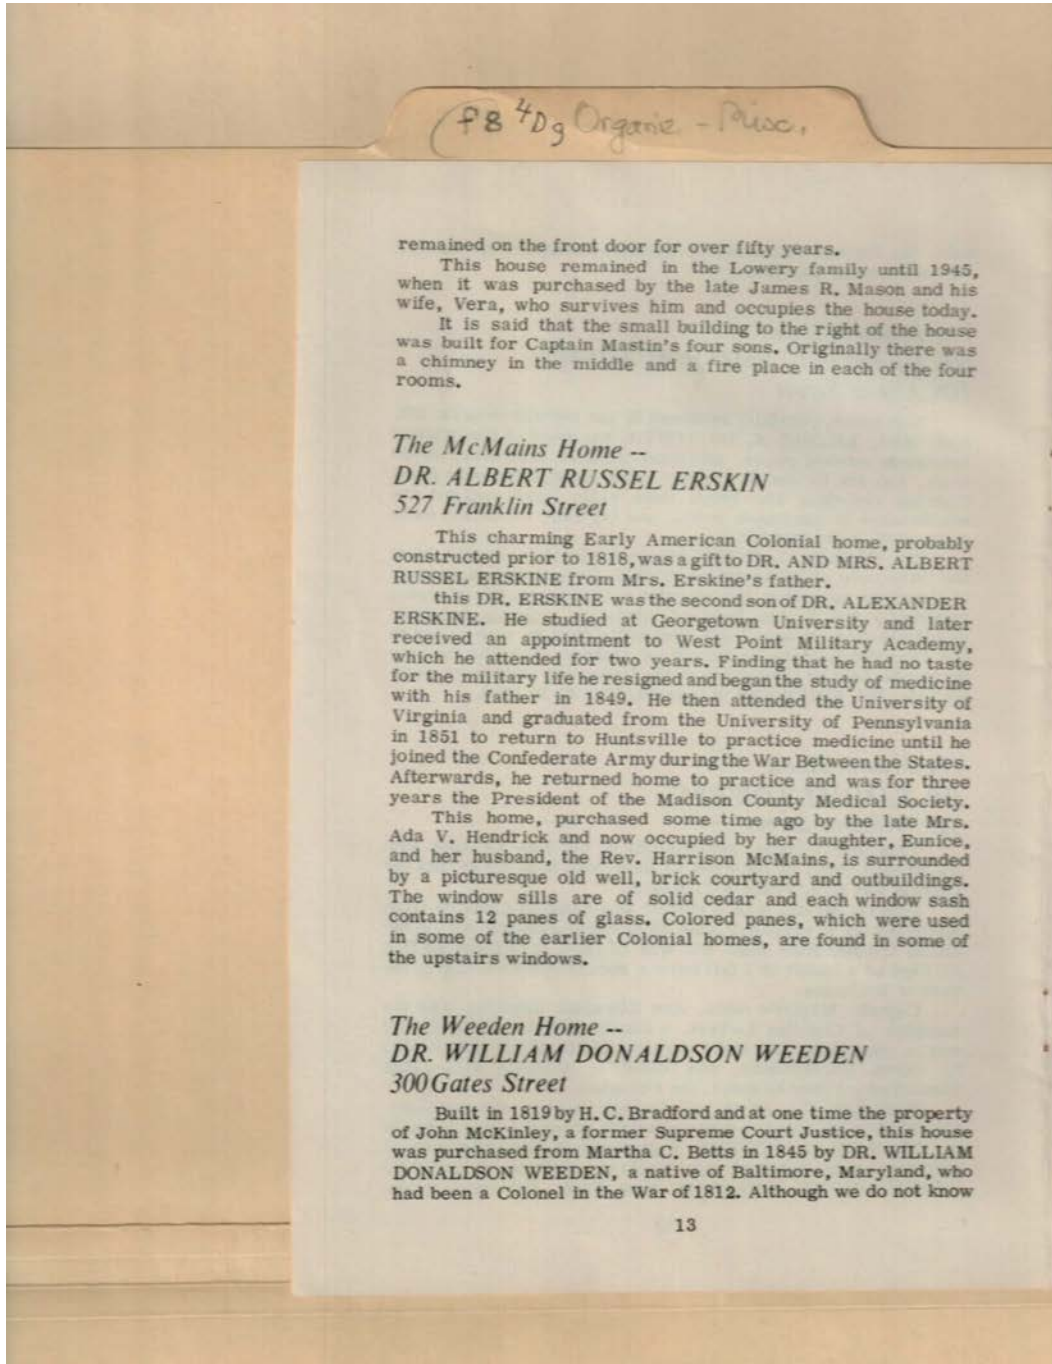 f8 4Dg Organiz - Misc.
remained on the front door for over fifty years.
This house remained in the Lowery family until 1945,
when it was purchased by the late James R. Mason and his
wife, Vera, who survives him and occupies the house today.
It is said that the small building to the right of the house
was built for Captain Mastin's four sons. Originally there was
a chimney in the middle and a fire place in each of the four
rooms.
The McMains Home --
DR. ALBERT RUSSEL ERSKIN
527 Franklin Street
This charming Early American Colonial home, probably
constructed prior to 1818, was a gift to DR. AND MRS. ALBERT
RUSSEL ERSKINE from Mrs. Erskine's father.
this DR. ERSKINE was the second son of DR. ALEXANDER
ERSKINE. He studied at Georgetown University and later
received an appointment to West Point Military Academy,
which he attended for two years. Finding that he had no taste
for the military life he resigned and began the study of medicine
with his father in 1849. He then attended the University of
Virginia and graduated from the University of Pennsylvania
in 1851 to return to Huntsville to practice medicine until he
joined the Confederate Army during the War Between the States.
Afterwards, he returned home to practice and was for three
years the President of the Madison County Medical Society.
This home, purchased some time ago by the late Mrs.
Ada V. Hendrick and now occupied by her daughter, Eunice,
and her husband, the Rev. Harrison McMains, is surrounded
by a picturesque old well, brick courtyard and outbuildings.
The window sills are of solid cedar and each window sash
contains 12 panes of glass. Colored panes, which were used
in some of the earlier Colonial homes, are found in some of
the upstairs windows.
The Weeden Home --
DR. WILLIAM DONALDSON WEEDEN
300 Gates Street
Built in 1819 by H. C. Bradford and at one time the property
of John McKinley, a former Supreme Court Justice, this house
was purchased from Martha C. Betts in 1845 by DR. WILLIAM
DONALDSON WEEDEN, a native of Baltimore, Maryland, who
had been a Colonel in the War of 1812. Although we do not know
13